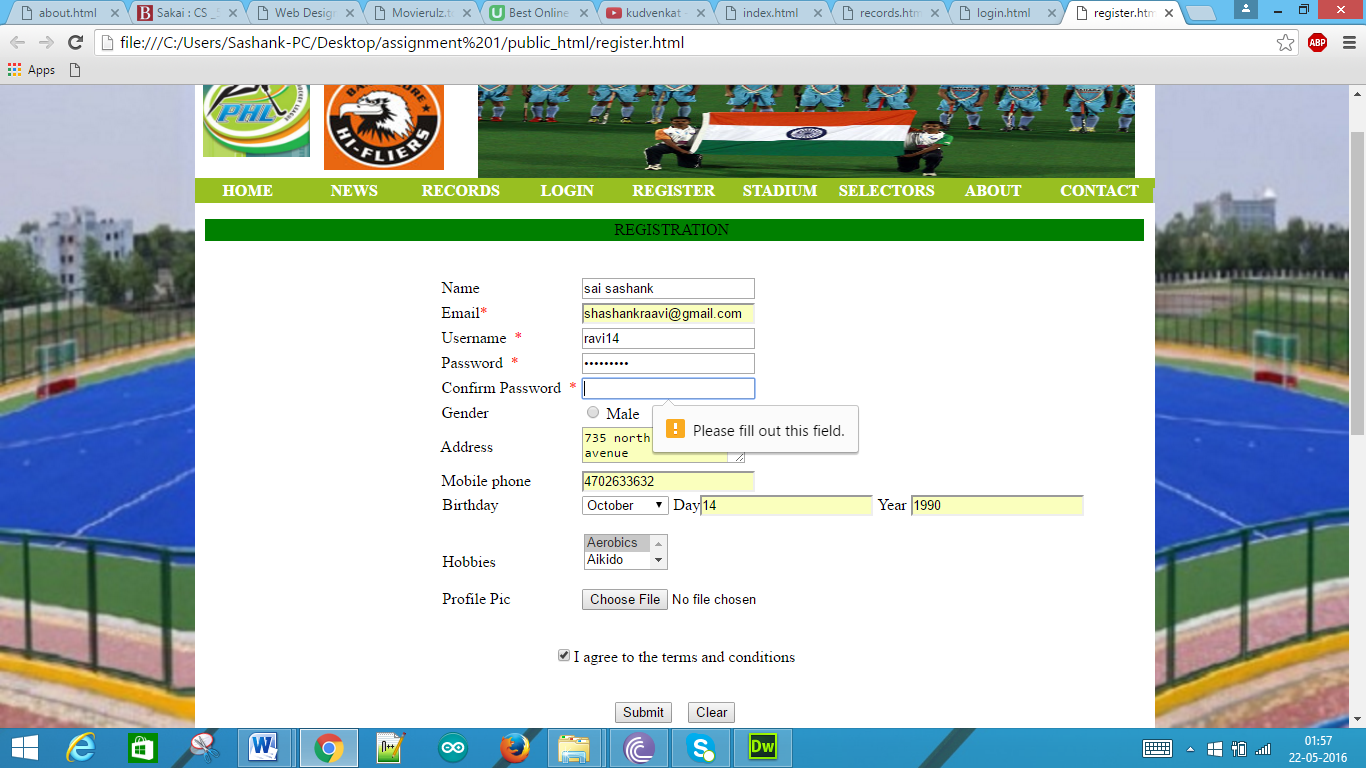 about.html
Sakai : CS _
Web Design
Movierulz.t
Best Online
kudvenkat -
index.html
records.htm
login.html
register.htm
file:///C:/Users/Sashank-PC/Desktop/assignment%201/public_html/register.html
ABP
Apps
PHL
HI-FLIERS
HOME NEWS RECORDS LOGIN REGISTER STADIUM SELECTORS ABOUT CONTACT
REGISTRATION
Name sai sashank
Email* shashankraavi@gmail.com
Username * ravi14
Password * •••••••••
Confirm Password *
Gender Male
Please fill out this field.
Address 735 north
avenue
Mobile phone 4702633632
Birthday October Day 14 Year 1990
Hobbies Aerobics
Aikido
Profile Pic Choose File No file chosen
I agree to the terms and conditions
Submit Clear
Dw
01:57
22-05-2016